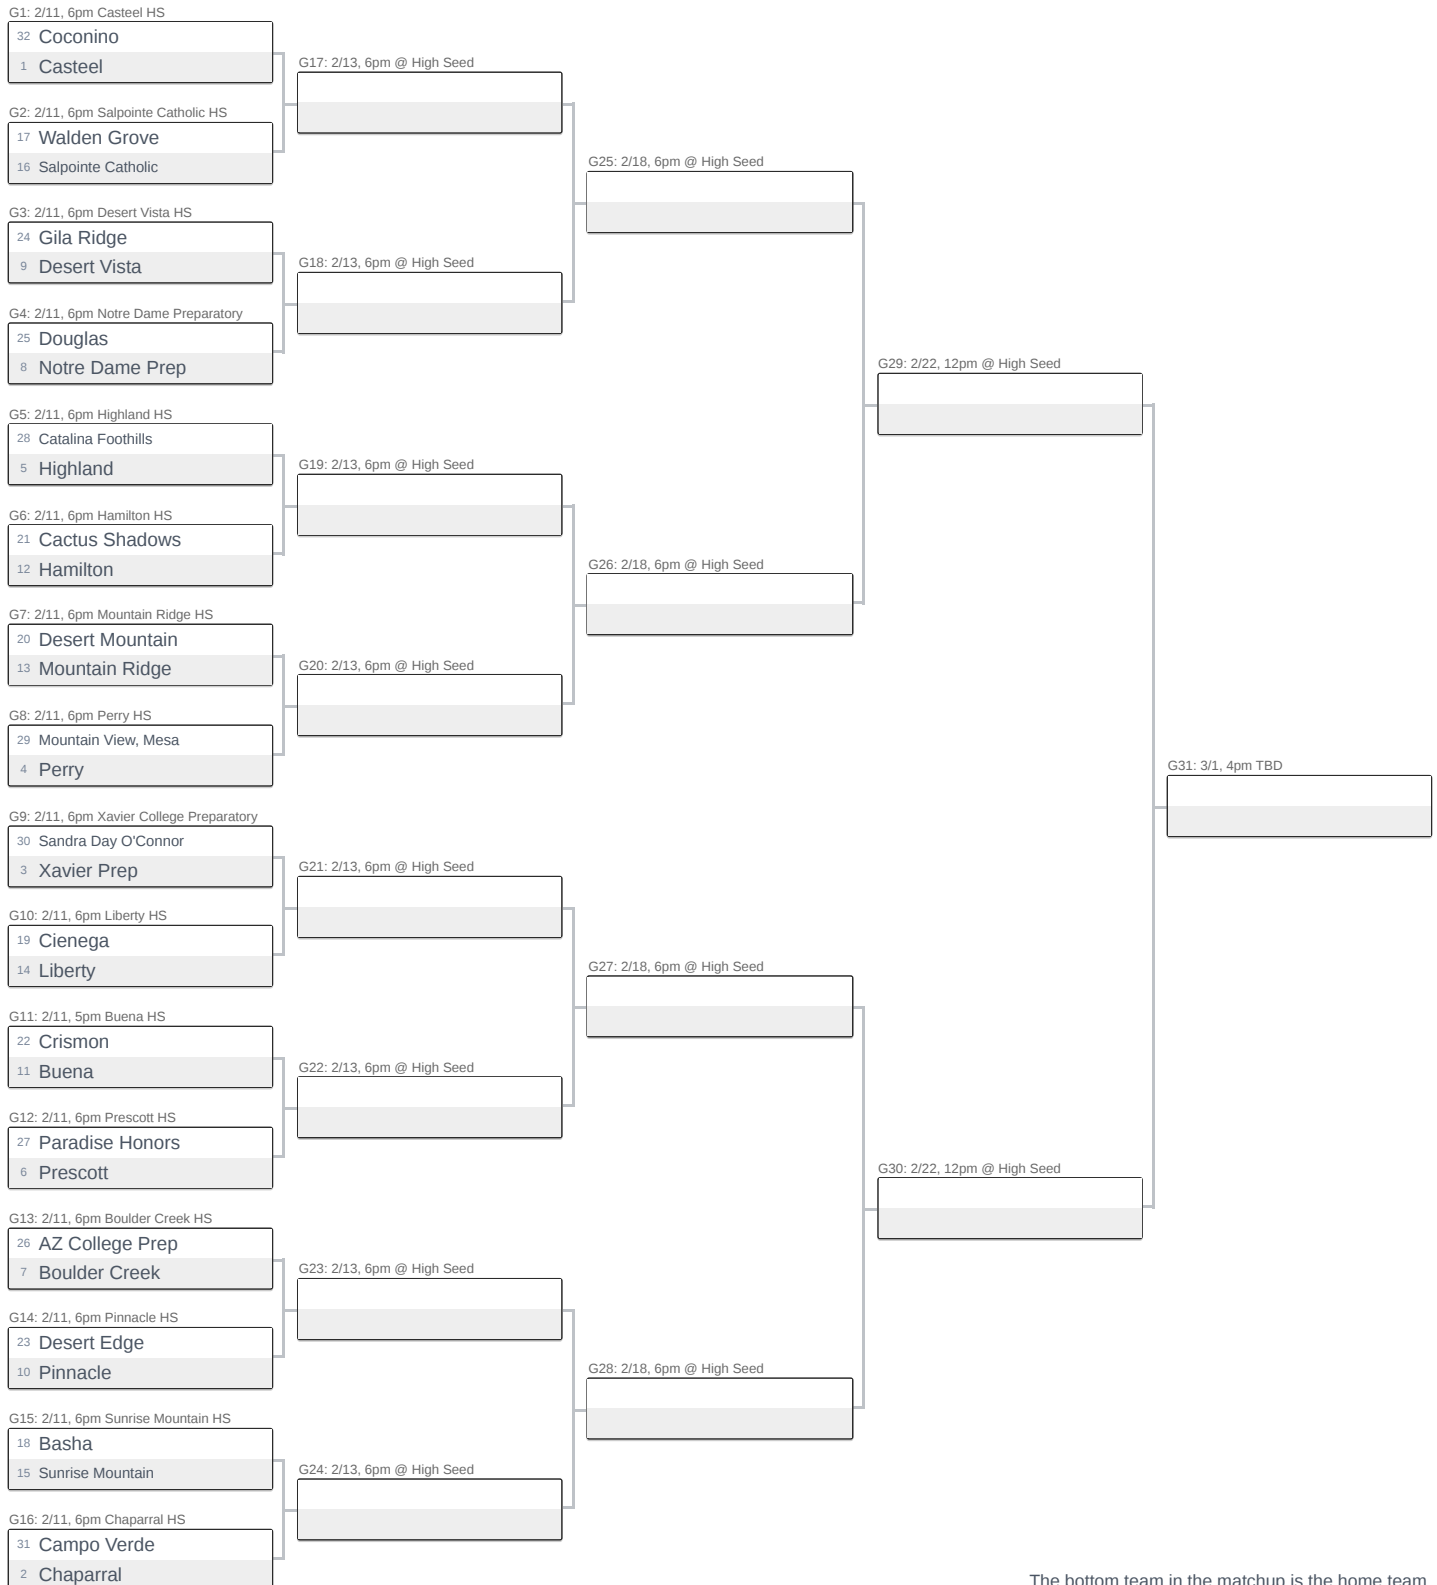 G1: 2/11, 6pm Casteel HS
32 Coconino
1 Casteel
G2: 2/11, 6pm Salpointe Catholic HS
17 Walden Grove
16 Salpointe Catholic
G3: 2/11, 6pm Desert Vista HS
24 Gila Ridge
9 Desert Vista
G4: 2/11, 6pm Notre Dame Preparatory
25 Douglas
8 Notre Dame Prep
G5: 2/11, 6pm Highland HS
28 Catalina Foothills
5 Highland
G6: 2/11, 6pm Hamilton HS
21 Cactus Shadows
12 Hamilton
G7: 2/11, 6pm Mountain Ridge HS
20 Desert Mountain
13 Mountain Ridge
G8: 2/11, 6pm Perry HS
29 Mountain View, Mesa
4 Perry
G9: 2/11, 6pm Xavier College Preparatory
30 Sandra Day O'Connor
3 Xavier Prep
G10: 2/11, 6pm Liberty HS
19 Cienega
14 Liberty
G11: 2/11, 5pm Buena HS
22 Crismon
11 Buena
G12: 2/11, 6pm Prescott HS
27 Paradise Honors
6 Prescott
G13: 2/11, 6pm Boulder Creek HS
26 AZ College Prep
7 Boulder Creek
G14: 2/11, 6pm Pinnacle HS
23 Desert Edge
10 Pinnacle
G15: 2/11, 6pm Sunrise Mountain HS
18 Basha
15 Sunrise Mountain
G16: 2/11, 6pm Chaparral HS
31 Campo Verde
2 Chaparral
G17: 2/13, 6pm @ High Seed
G18: 2/13, 6pm @ High Seed
G19: 2/13, 6pm @ High Seed
G20: 2/13, 6pm @ High Seed
G21: 2/13, 6pm @ High Seed
G22: 2/13, 6pm @ High Seed
G23: 2/13, 6pm @ High Seed
G24: 2/13, 6pm @ High Seed
G25: 2/18, 6pm @ High Seed
G26: 2/18, 6pm @ High Seed
G27: 2/18, 6pm @ High Seed
G28: 2/18, 6pm @ High Seed
G29: 2/22, 12pm @ High Seed
G30: 2/22, 12pm @ High Seed
G31: 3/1, 4pm TBD
The bottom team in the matchup is the home team